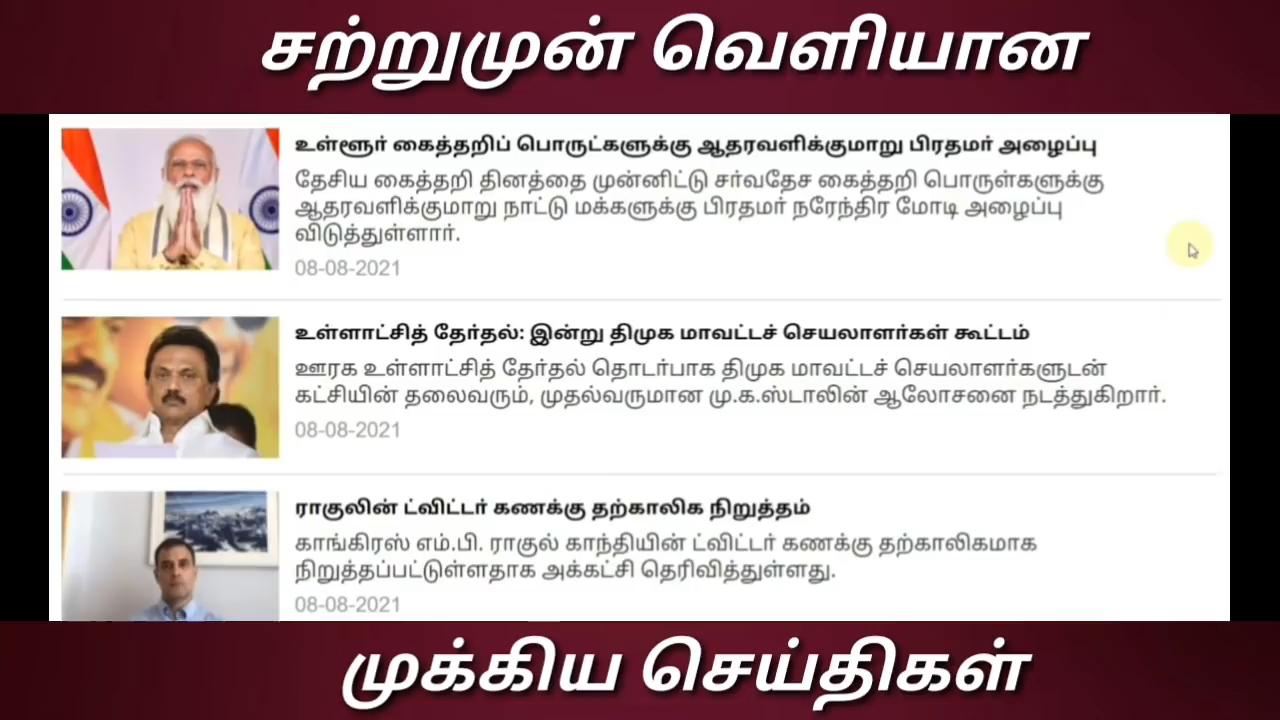 சற்றுமுன் வெளியான
உள்ளூர் கைத்தறிப் பொருட்களுக்கு ஆதரவளிக்குமாறு பிரதமர் அழைப்பு
தேசிய கைத்தறி தினத்தை முன்னிட்டு சர்வதேச கைத்தறி பொருள்களுக்கு
ஆதரவளிக்குமாறு நாட்டு மக்களுக்கு பிரதமர் நரேந்திர மோடி அழைப்பு
விடுத்துள்ளார்.
08-08-2021
உள்ளாட்சித் தேர்தல்: இன்று திமுக மாவட்டச் செயலாளர்கள் கூட்டம்
ஊரக உள்ளாட்சித் தேர்தல் தொடர்பாக திமுக மாவட்டச் செயலாளர்களுடன்
கட்சியின் தலைவரும், முதல்வருமான மு.க.ஸ்டாலின் ஆலோசனை நடத்துகிறார்.
08-08-2021
ராகுலின் ட்விட்டர் கணக்கு தற்காலிக நிறுத்தம்
காங்கிரஸ் எம்.பி. ராகுல் காந்தியின் ட்விட்டர் கணக்கு தற்காலிகமாக
நிறுத்தப்பட்டுள்ளதாக அக்கட்சி தெரிவித்துள்ளது.
08-08-2021
முக்கிய செய்திகள்